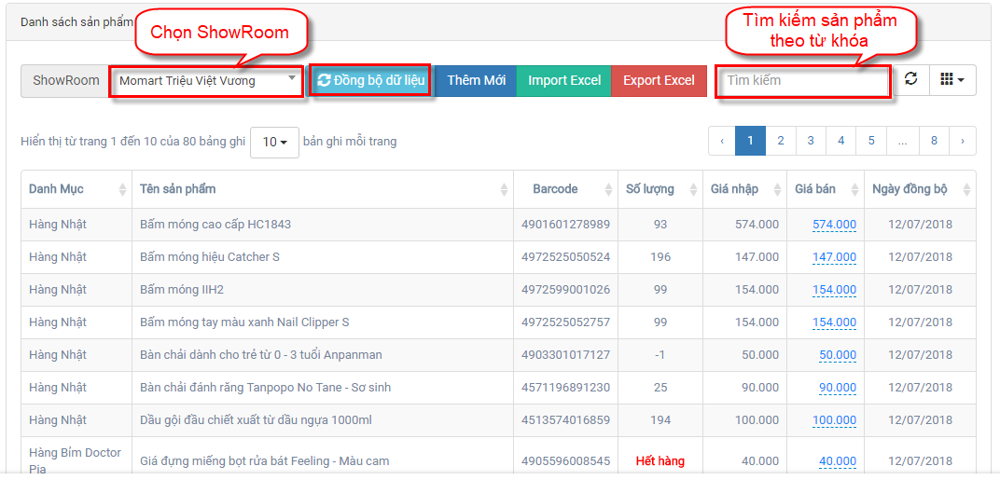 Danh sách sản phẩm
Chọn ShowRoom
Tìm kiếm sản phẩm
theo từ khóa
ShowRoom Momart Triệu Việt Vương Đồng bộ dữ liệu Thêm Mới Import Excel Export Excel Tìm kiếm
Hiển thị từ trang 1 đến 10 của 80 bảng ghi 10 bản ghi mỗi trang ‹ 1 2 3 4 5 ... 8 ›
Danh Mục Tên sản phẩm Barcode Số lượng Giá nhập Giá bán Ngày đồng bộ
Hàng Nhật Bấm móng cao cấp HC1843 4901601278989 93 574.000 574.000 12/07/2018
Hàng Nhật Bấm móng hiệu Catcher S 4972525050524 196 147.000 147.000 12/07/2018
Hàng Nhật Bấm móng IIH2 4972599001026 99 154.000 154.000 12/07/2018
Hàng Nhật Bấm móng tay màu xanh Nail Clipper S 4972525052757 99 154.000 154.000 12/07/2018
Hàng Nhật Bàn chải dành cho trẻ từ 0 - 3 tuổi Anpanman 4903301017127 -1 50.000 50.000 12/07/2018
Hàng Nhật Bàn chải đánh răng Tanpopo No Tane - Sơ sinh 4571196891230 25 90.000 90.000 12/07/2018
Hàng Nhật Dầu gội đầu chiết xuất từ dầu ngựa 1000ml 4513574016859 194 100.000 100.000 12/07/2018
Hàng Bỉm Doctor
Pia Giá đựng miếng bọt rửa bát Feeling - Màu cam 4905596008545 Hết hàng 40.000 40.000 12/07/2018